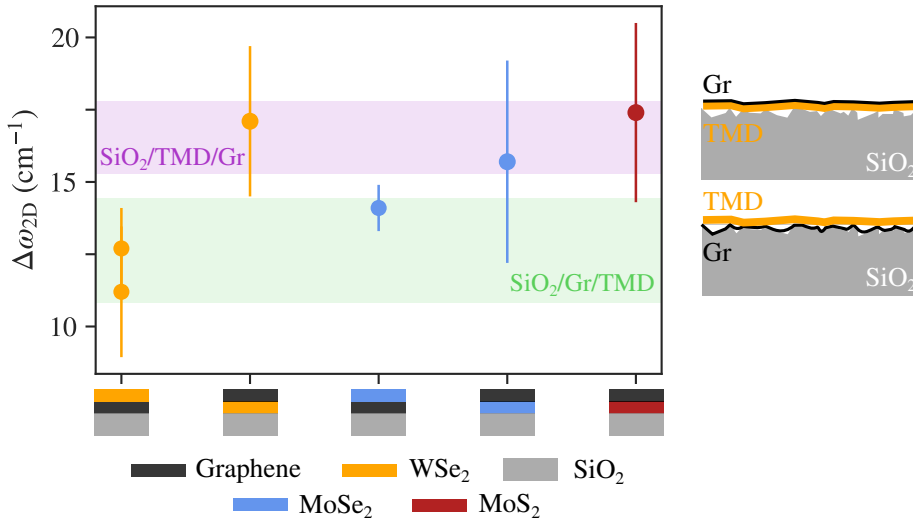 20
15
10
Δω₂D (cm⁻¹)
SiO₂/TMD/Gr
SiO₂/Gr/TMD
Gr
TMD
SiO₂
TMD
Gr
SiO₂
Graphene WSe₂ SiO₂
MoSe₂ MoS₂